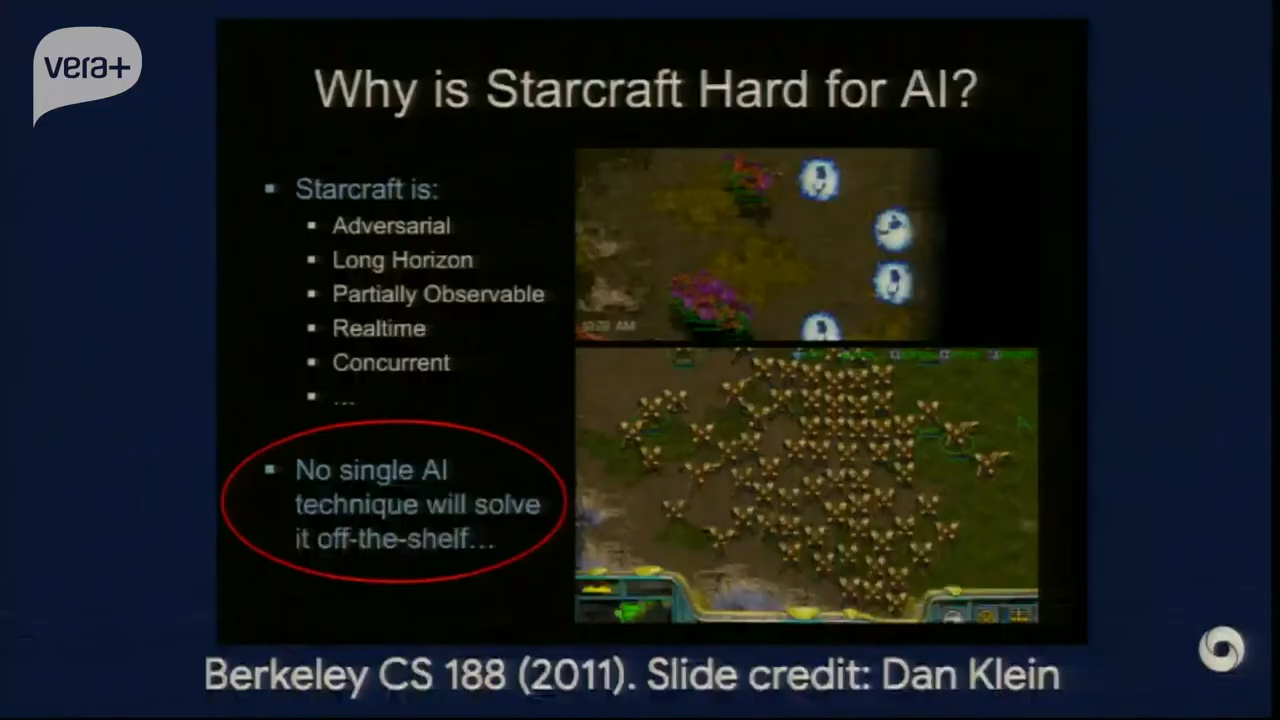 vera+
Why is Starcraft Hard for AI?
▪ Starcraft is:
▪ Adversarial
▪ Long Horizon
▪ Partially Observable
▪ Realtime
▪ Concurrent
▪ ...
▪ No single AI
technique will solve
it off-the-shelf...
Berkeley CS 188 (2011). Slide credit: Dan Klein